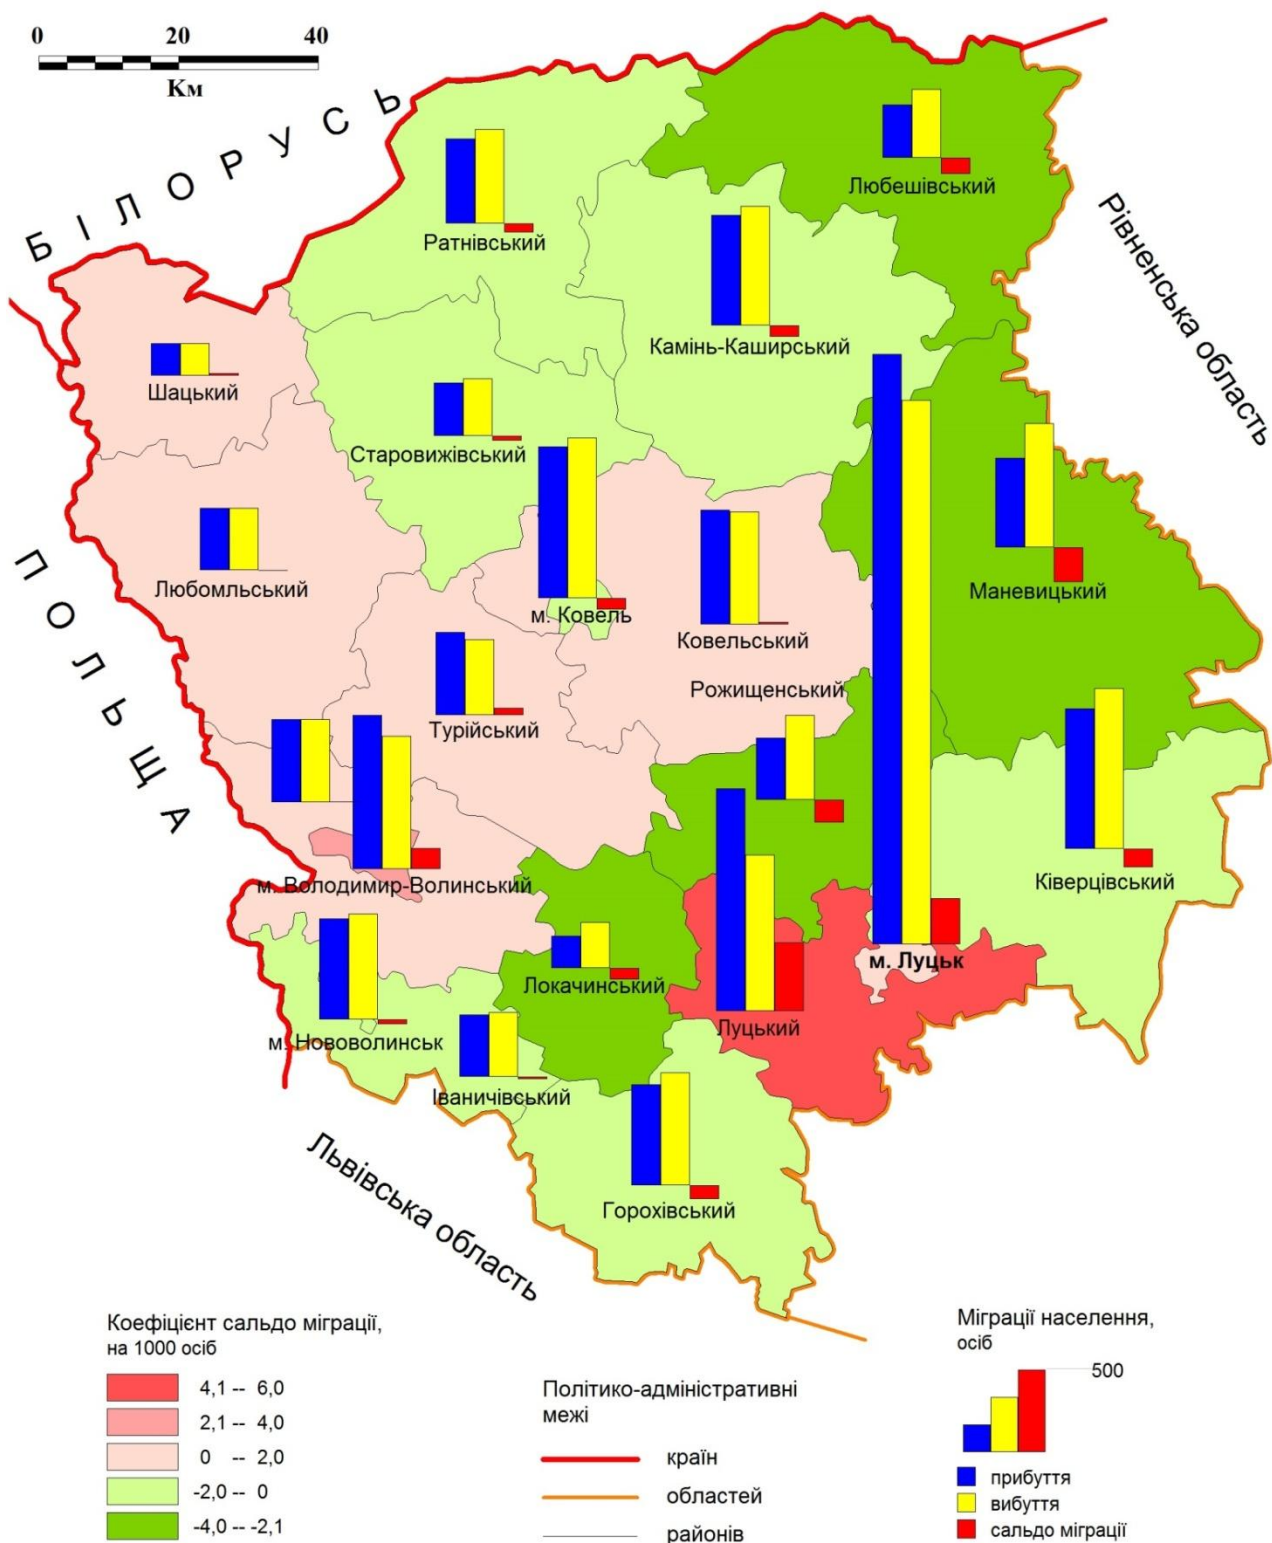 0 20 40
Км
БІЛОРУСЬ
Любешівський
Ратнівський
Рівненська область
Камінь-Каширський
Шацький
Старовижівський
ПОЛЬЩА
Любомльський
Маневицький
м. Ковель
Ковельський
Рожищенський
Турійський
м. Володимир-Волинський
Ківерцівський
м. Луцьк
Локачинський
Луцький
м. Нововолинськ
Іваничівський
Львівська область
Горохівський
Коефіцієнт сальдо міграції,
на 1000 осіб
4,1 -- 6,0
2,1 -- 4,0
0 -- 2,0
-2,0 -- 0
-4,0 -- -2,1
Політико-адміністративні
межі
країн
областей
районів
Міграції населення,
осіб
500
прибуття
вибуття
сальдо міграції